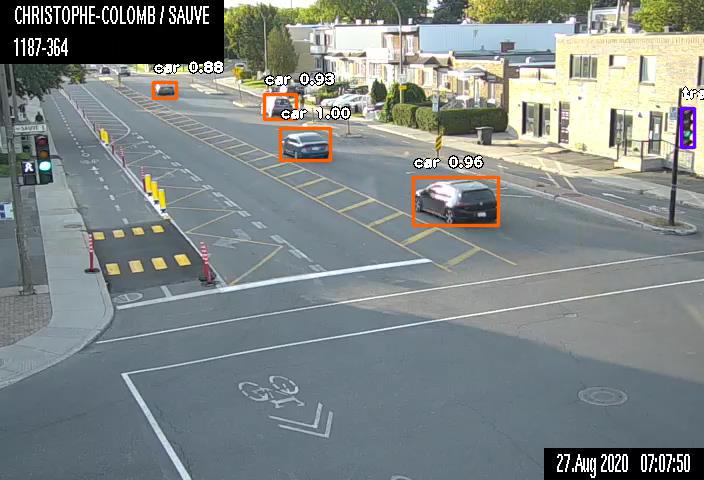 CHRISTOPHE-COLOMB / SAUVE
1187-364
car 0.88
car 0.93
car 1.00
car 0.96
tra
SAUVE
27.Aug 2020 07:07:50